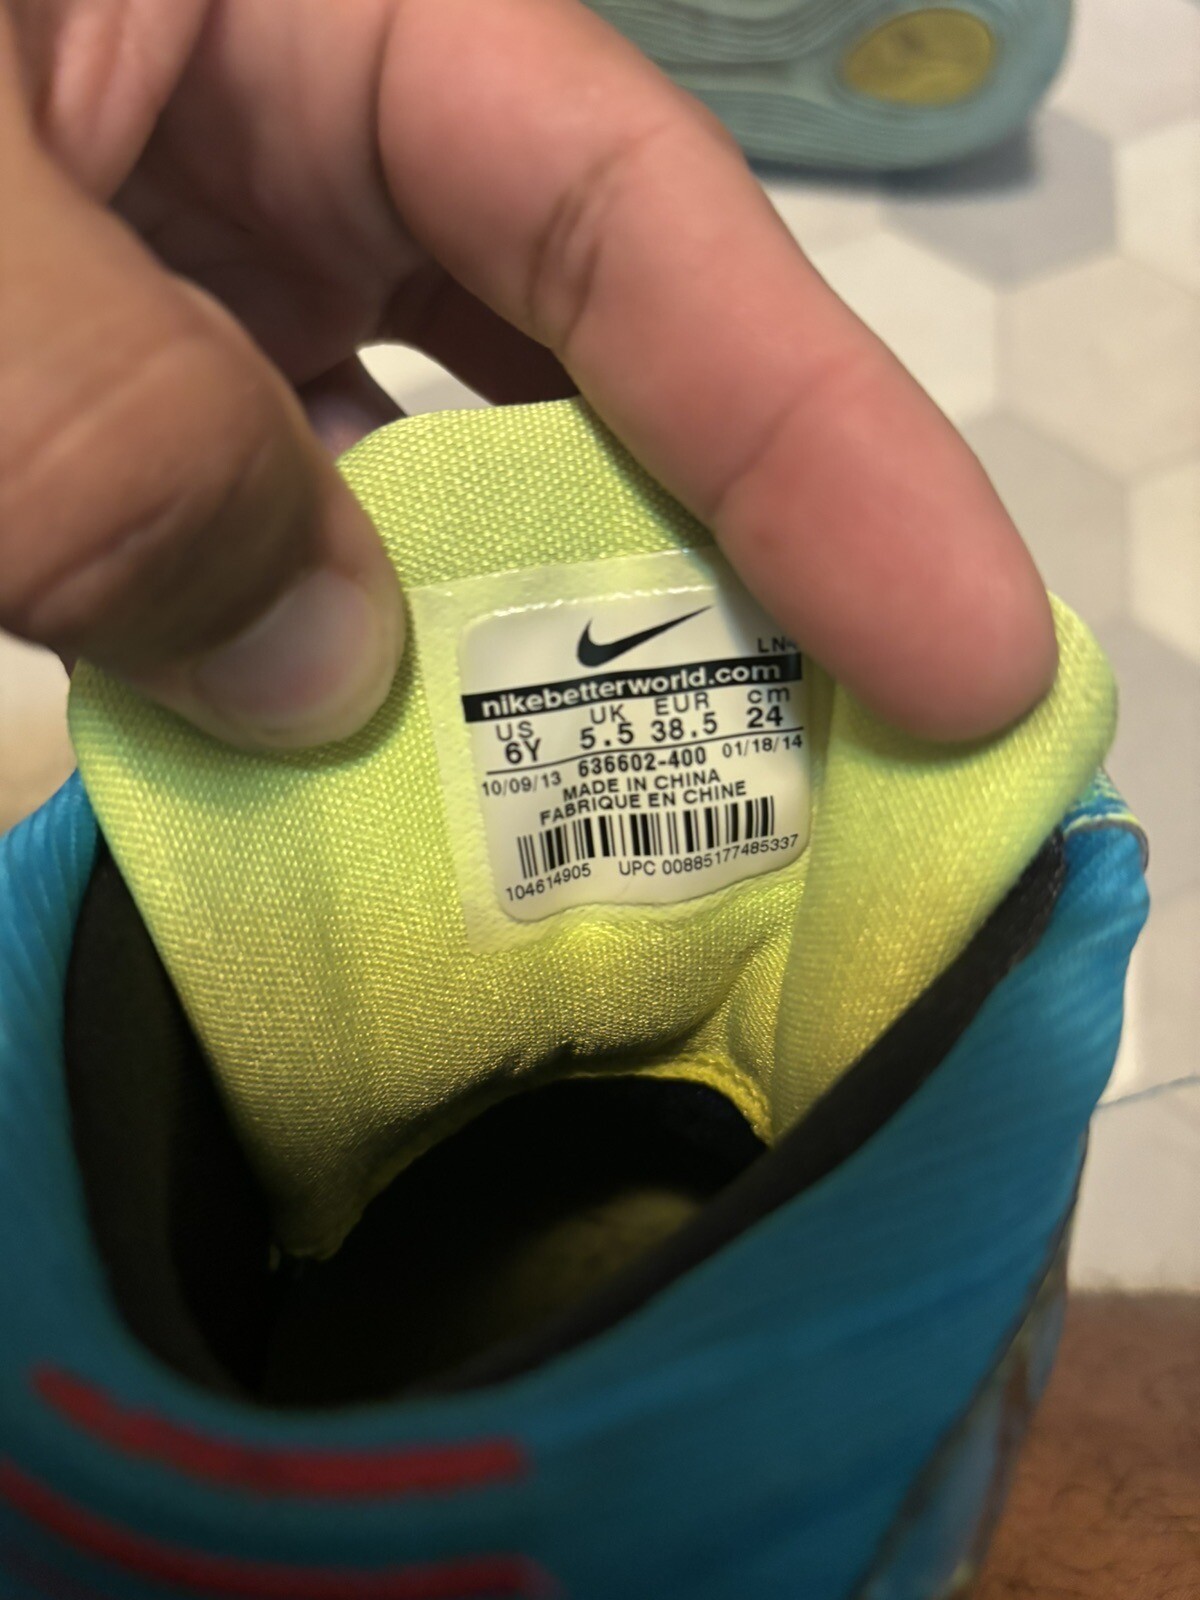 LN
nikebetterworld.com
US UK EUR cm
6Y 5.5 38.5 24
10/09/13 636602-400 01/18/14
MADE IN CHINA
FABRIQUE EN CHINE
104614905 UPC 00885177485337